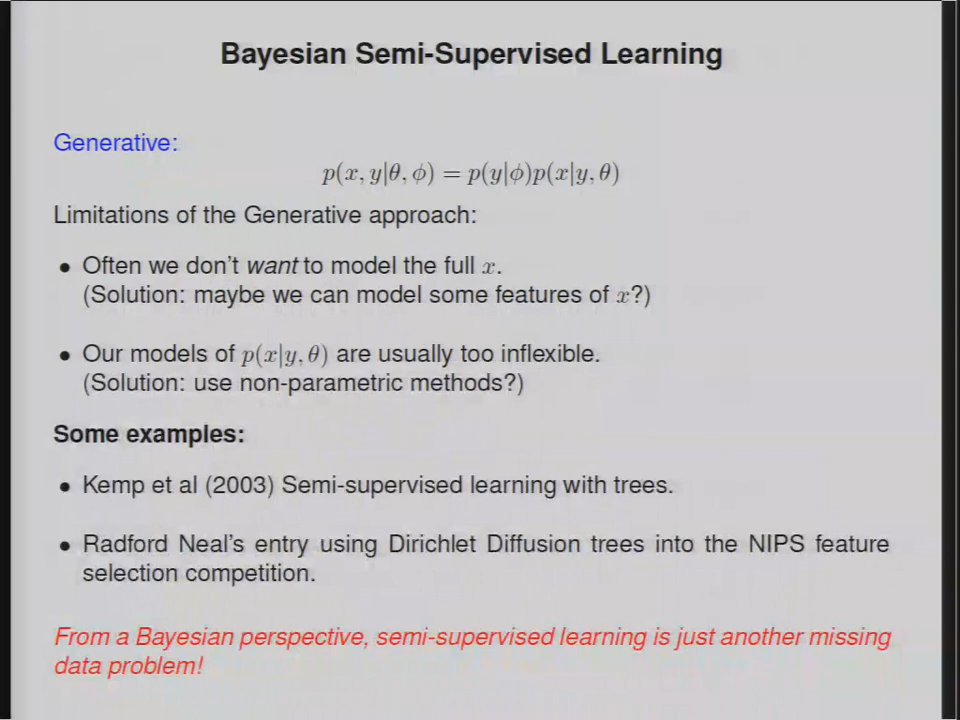 Bayesian Semi-Supervised Learning
Generative:
p(x, y|θ, ϕ) = p(y|ϕ)p(x|y, θ)
Limitations of the Generative approach:
• Often we don't want to model the full x.
(Solution: maybe we can model some features of x?)
• Our models of p(x|y, θ) are usually too inflexible.
(Solution: use non-parametric methods?)
Some examples:
• Kemp et al (2003) Semi-supervised learning with trees.
• Radford Neal's entry using Dirichlet Diffusion trees into the NIPS feature
selection competition.
From a Bayesian perspective, semi-supervised learning is just another missing
data problem!